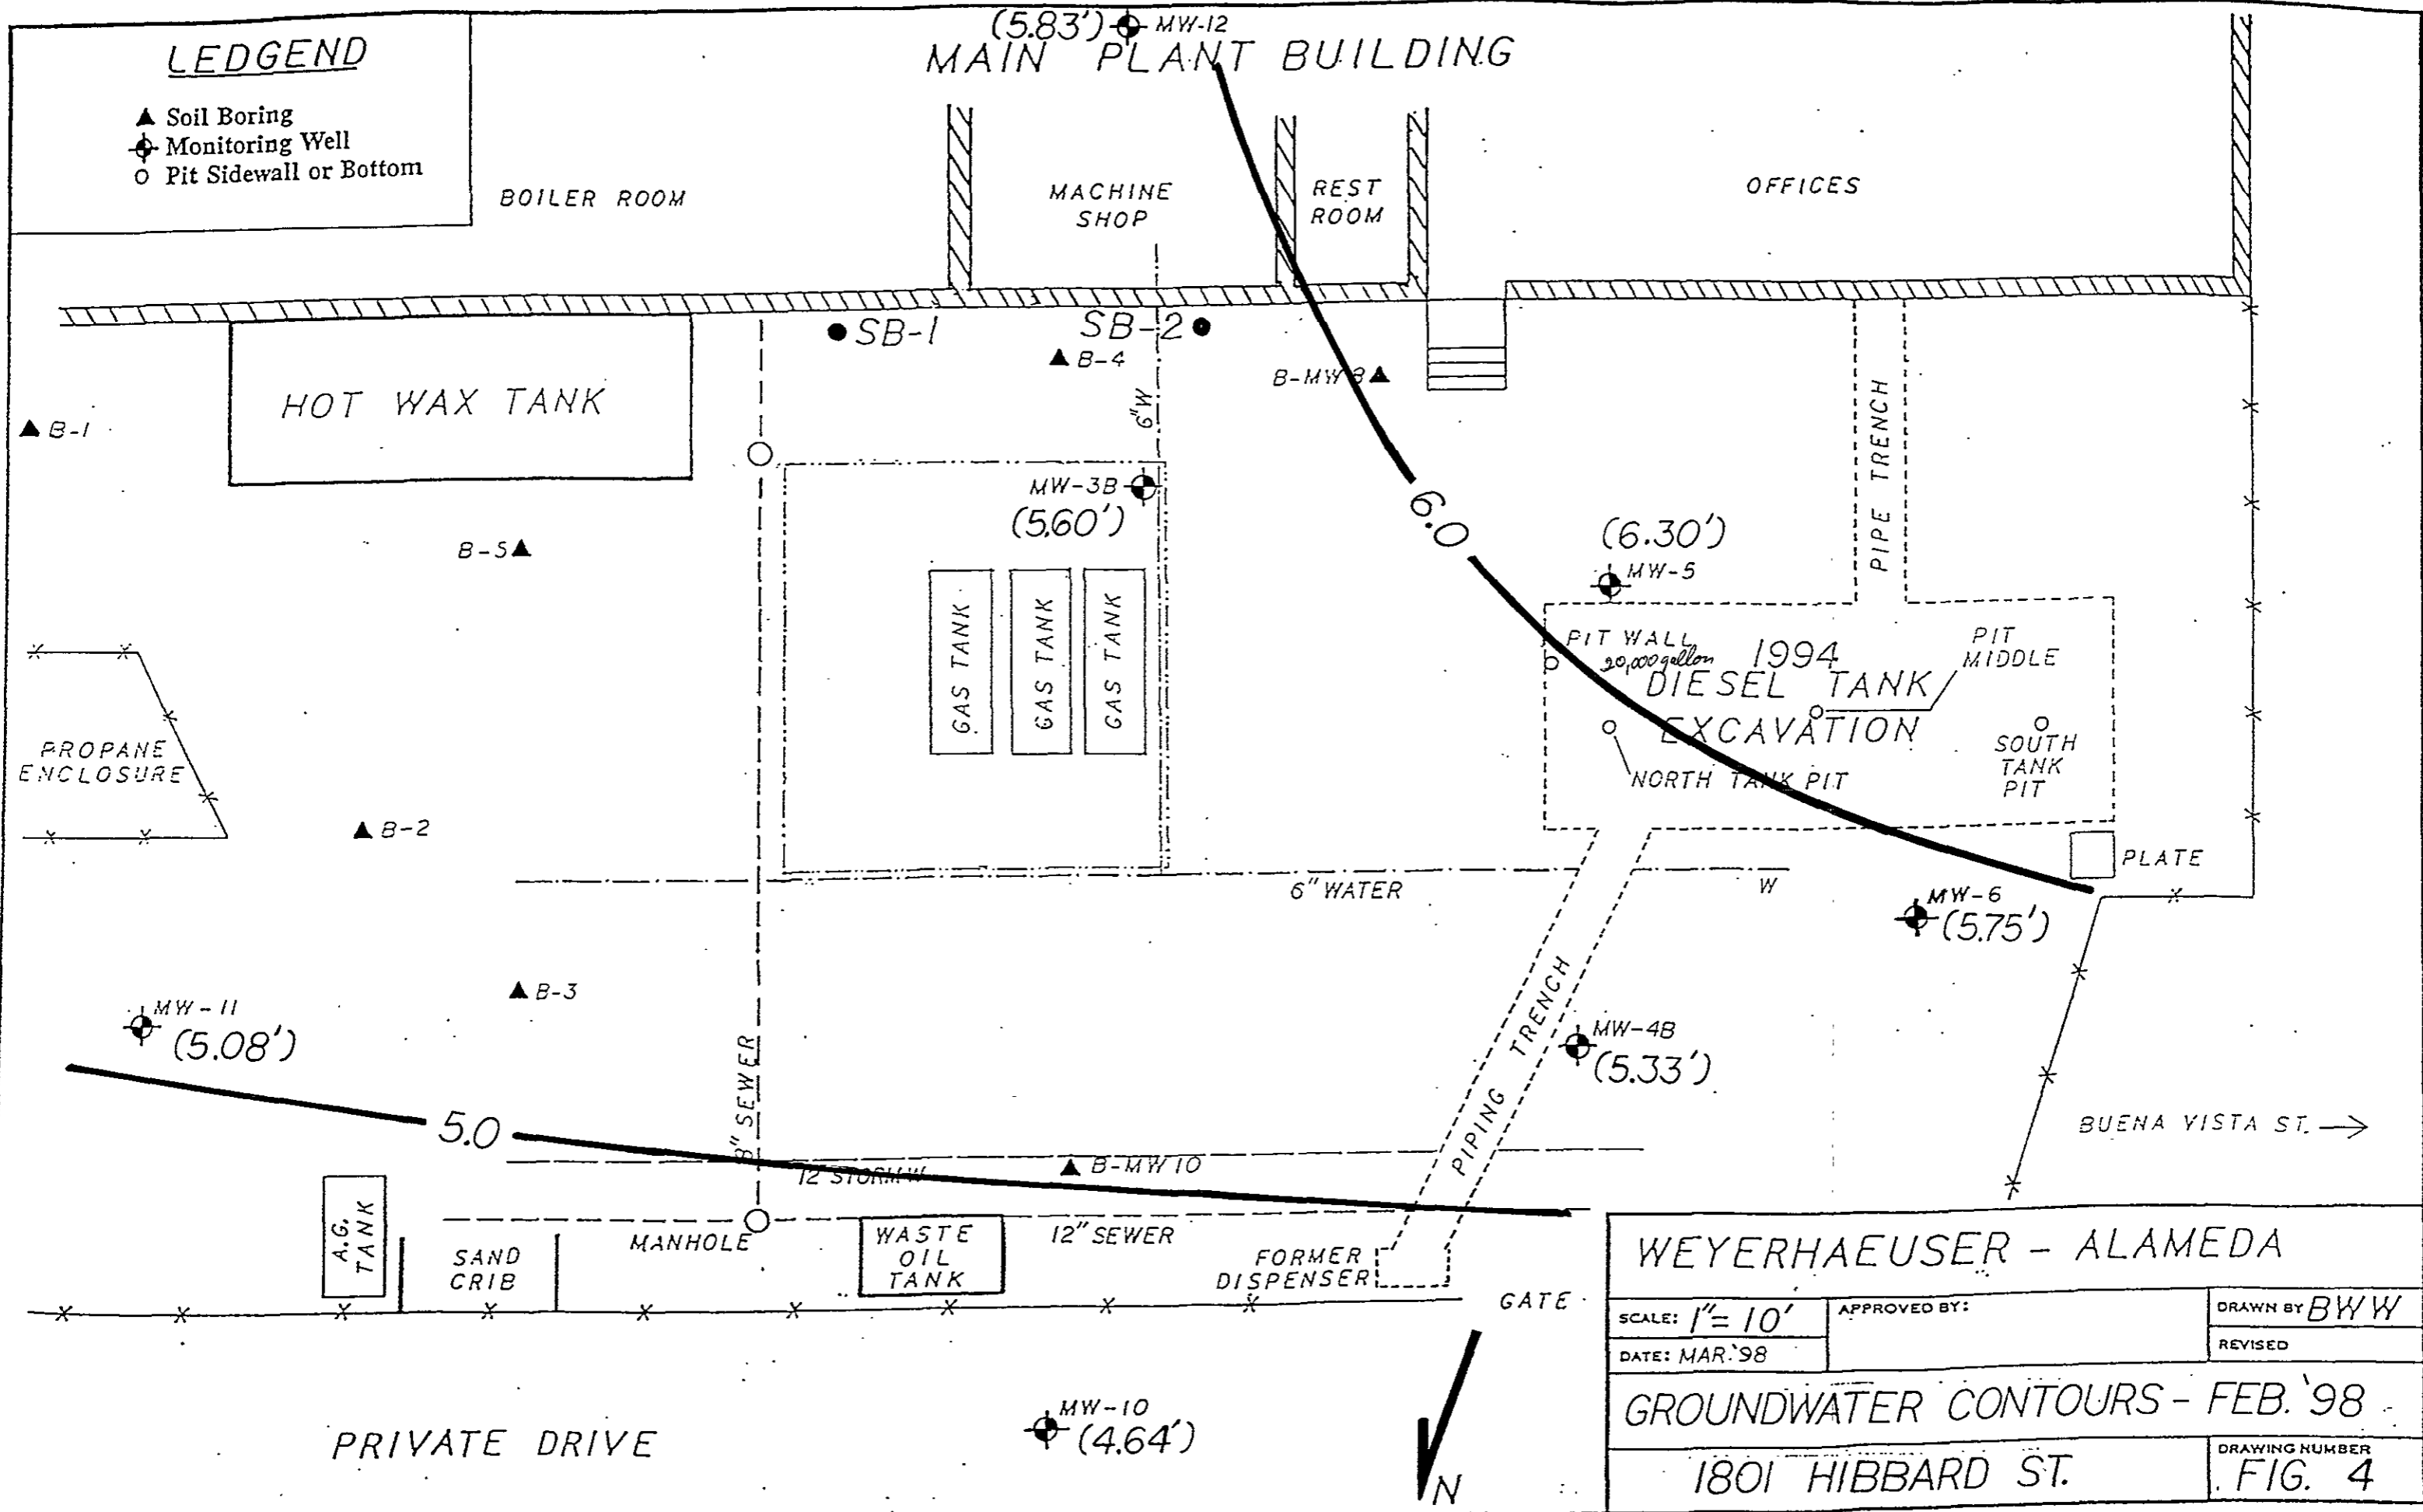 LEDGEND
▲ Soil Boring
Monitoring Well
○ Pit Sidewall or Bottom
(5.83') MW-12
MAIN PLANT BUILDING
BOILER ROOM
MACHINE
SHOP
REST
ROOM
OFFICES
SB-1
SB-2
B-4
B-MW 8
HOT WAX TANK
B-1
6"W
PIPE TRENCH
MW-3B
(5.60')
6.0
(6.30')
MW-5
B-5
GAS TANK
GAS TANK
GAS TANK
PIT WALL
20,000 gallon
1994
DIESEL TANK
EXCAVATION
PIT
MIDDLE
NORTH TANK PIT
SOUTH
TANK
PIT
PROPANE
ENCLOSURE
B-2
PLATE
6" WATER
W
MW-6
(5.75')
B-3
MW-11
(5.08')
8" SEWER
PIPING TRENCH
MW-4B
(5.33')
5.0
BUENA VISTA ST.
12" STORM W
B-MW 10
A.G.
TANK
SAND
CRIB
MANHOLE
WASTE
OIL
TANK
12" SEWER
FORMER
DISPENSER
GATE
PRIVATE DRIVE
MW-10
(4.64')
N
WEYERHAEUSER - ALAMEDA
SCALE: 1"= 10'
APPROVED BY:
DRAWN BY BWW
DATE: MAR.'98
REVISED
GROUNDWATER CONTOURS - FEB. '98
1801 HIBBARD ST.
DRAWING NUMBER
FIG. 4